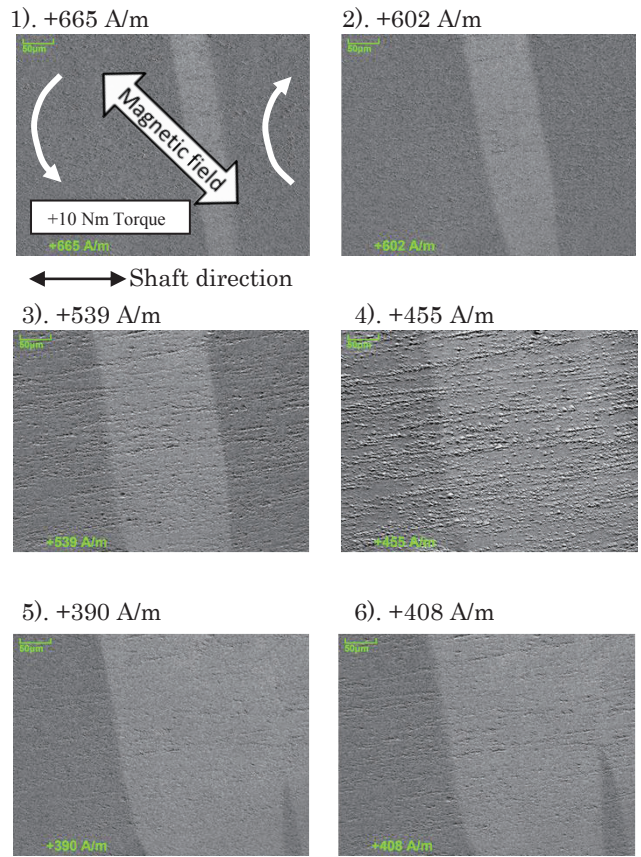 1). +665 A/m
2). +602 A/m
50μm
Magnetic field
+10 Nm Torque
+665 A/m
50μm
+602 A/m
Shaft direction
3). +539 A/m
4). +455 A/m
50μm
+539 A/m
50μm
+455 A/m
5). +390 A/m
6). +408 A/m
50μm
+390 A/m
50μm
+408 A/m